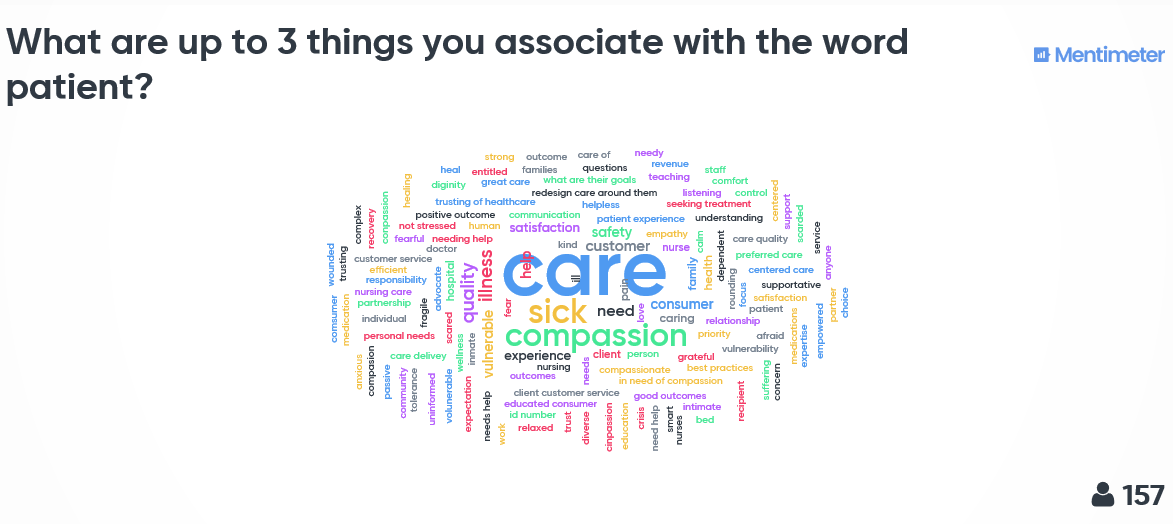 What are up to 3 things you associate with the word
patient?
Mentimeter
strong
outcome
care of
needy
heal
entitled
families
questions
revenue
staff
diginity
great care
what are their goals
teaching
comfort
healing
redesign care around them
listening
control
centered
conpassion
trusting of healthcare
helpless
seeking treatment
support
complex
recovery
positive outcome
communication
patient experience
understanding
scarded
not stressed
human
satisfaction
safety
empathy
calm
service
fearful
needing help
kind
customer
nurse
dependent
care quality
anyone
wounded
trusting
doctor
customer service
illness
help
care
family
health
preferred care
efficient
hospital
quality
ill
pain
rounding
centered care
responsibility
advocate
focus
supportative
nursing care
fear
sick
need
love
consumer
safisfaction
partner
choice
comsumer
medication
partnership
fragile
caring
patient
individual
scared
vulnerable
compassion
relationship
medications
expertise
empowered
personal needs
wellness
inmate
priority
afraid
anxious
compasion
care delivey
experience
client
person
grateful
vulnerability
passive
nursing
needs
compassionate
best practices
suffering
concern
community
tolerance
uninformed
volunerable
expectation
outcomes
in need of compassion
recipient
needs help
client customer service
good outcomes
educated consumer
intimate
id number
bed
work
relaxed
trust
diverse
cinpassion
education
crisis
need help
smart
nurses
157